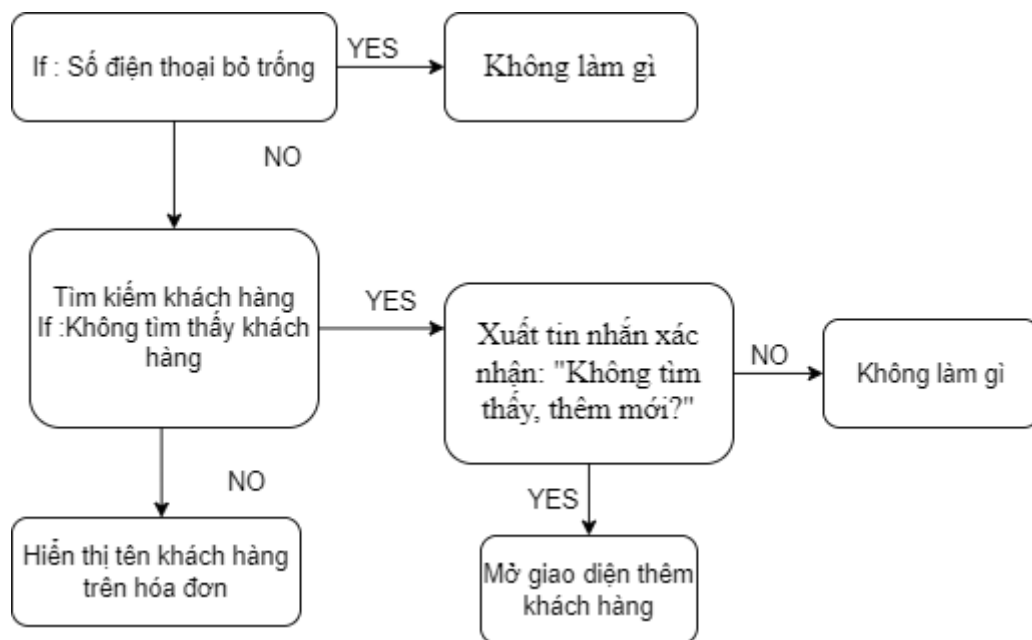 If : Số điện thoại bỏ trống
YES
Không làm gì
NO
Tìm kiếm khách hàng
If :Không tìm thấy khách
hàng
YES
Xuất tin nhắn xác
nhận: "Không tìm
thấy, thêm mới?"
NO
Không làm gì
NO
YES
Hiển thị tên khách hàng
trên hóa đơn
Mở giao diện thêm
khách hàng